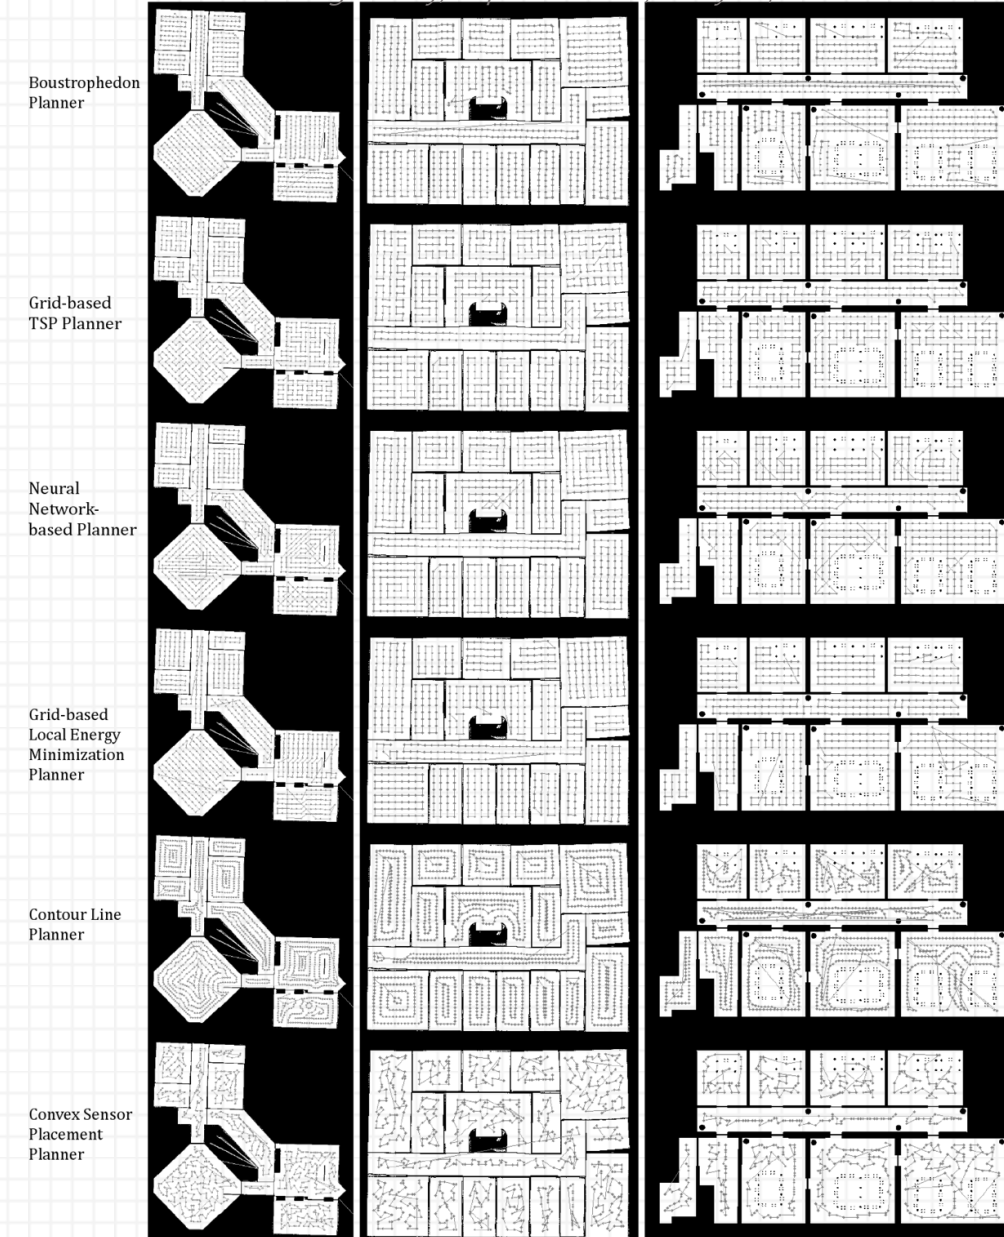 Boustrophedon
Planner
Grid-based
TSP Planner
Neural
Network-
based Planner
Grid-based
Local Energy
Minimization
Planner
Contour Line
Planner
Convex Sensor
Placement
Planner